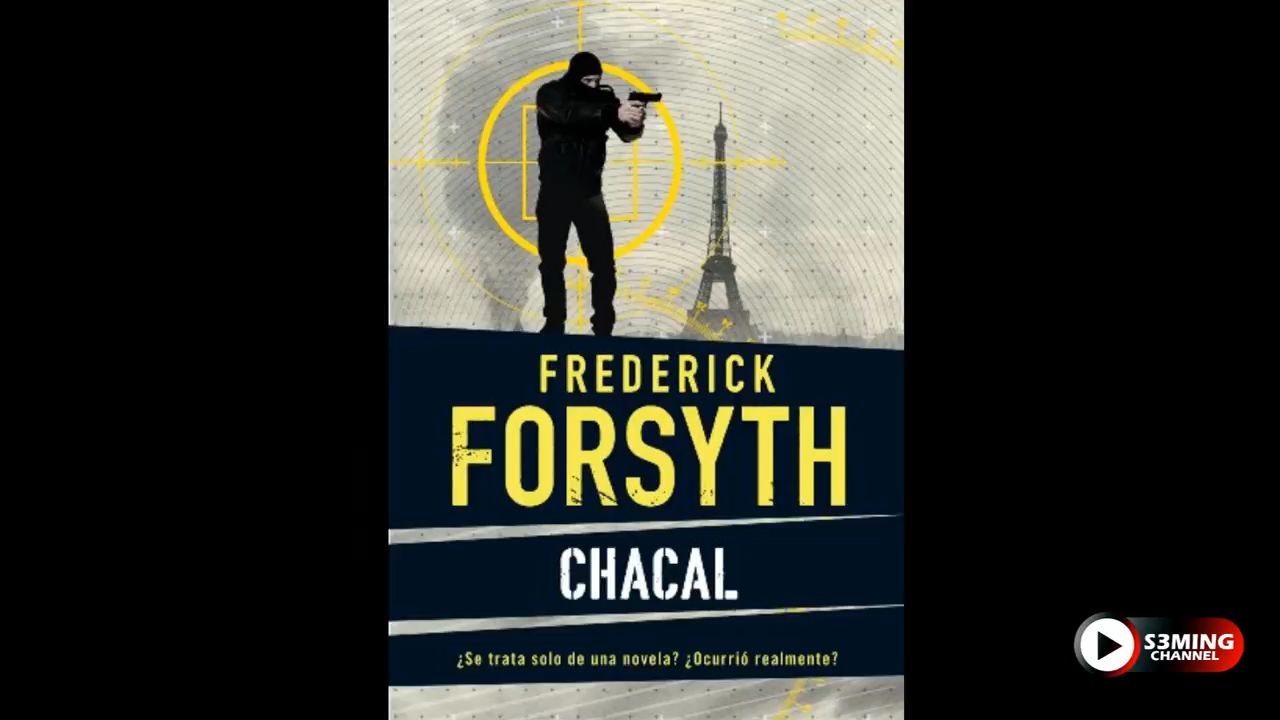 FREDERICK
FORSYTH
CHACAL
¿Se trata solo de una novela? ¿Ocurrió realmente?
S3MING
CHANNEL